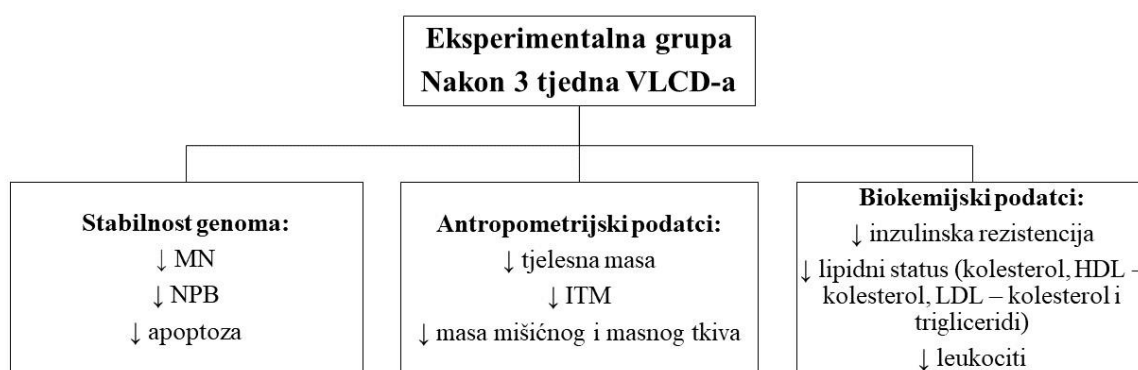 Eksperimentalna grupa
Nakon 3 tjedna VLCD-a
Stabilnost genoma:
↓ MN
↓ NPB
↓ apoptoza
Antropometrijski podatci:
↓ tjelesna masa
↓ ITM
↓ masa mišićnog i masnog tkiva
Biokemijski podatci:
↓ inzulinska rezistencija
↓ lipidni status (kolesterol, HDL –
kolesterol, LDL – kolesterol i
trigliceridi)
↓ leukociti